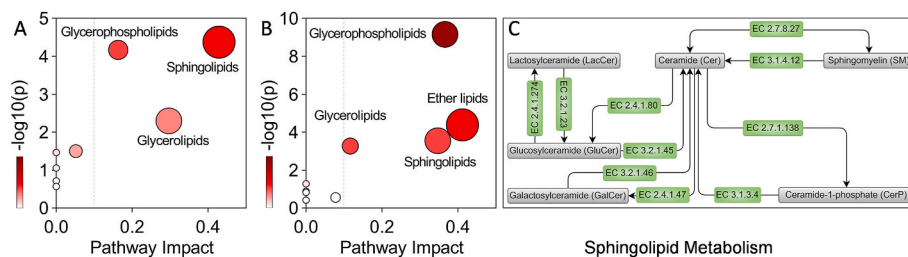 A
-log10(p)
5
4
3
2
1
0
Glycerophospholipids
Sphingolipids
Glycerolipids
0.0
0.2
0.4
Pathway Impact
B
-log10(p)
10
8
6
4
2
0
Glycerophospholipids
Ether lipids
Glycerolipids
Sphingolipids
0.0
0.2
0.4
Pathway Impact
C
EC 2.7.8.27
Lactosylceramide (LacCer)
Ceramide (Cer)
EC 3.1.4.12
Sphingomyelin (SM)
EC 2.4.1.274
EC 3.2.1.23
EC 2.4.1.80
EC 2.7.1.138
Glucosylceramide (GluCer)
EC 3.2.1.45
EC 3.2.1.46
Galactosylceramide (GalCer)
EC 2.4.1.47
EC 3.1.3.4
Ceramide-1-phosphate (CerP)
Sphingolipid Metabolism